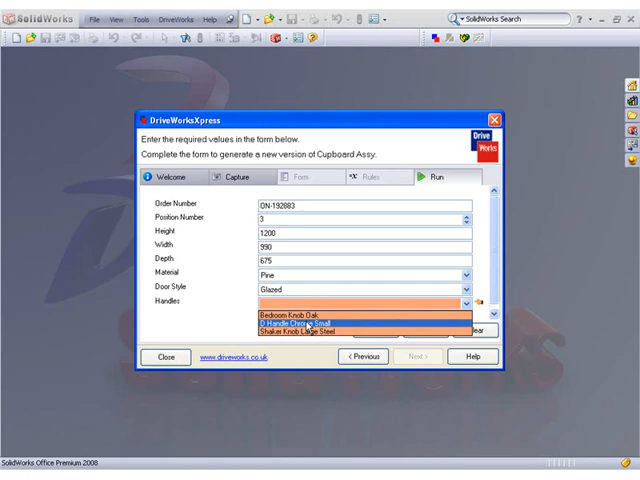 SolidWorks File View Tools DriveWorks Help SolidWorks Search
DriveWorksXpress
Enter the required values in the form below.
Complete the form to generate a new version of Cupboard Assy.
Drive
Works
Welcome Capture Form Rules Run
Order Number ON-192883
Position Number 3
Height 1200
Width 990
Depth 675
Material Pine
Door Style Glazed
Handles
Bedroom Knob Oak
D Handle Chrome Small
Shaker Knob Large Steel
ear
Close www.driveworks.co.uk < Previous Next > Help
SolidWorks Office Premium 2008